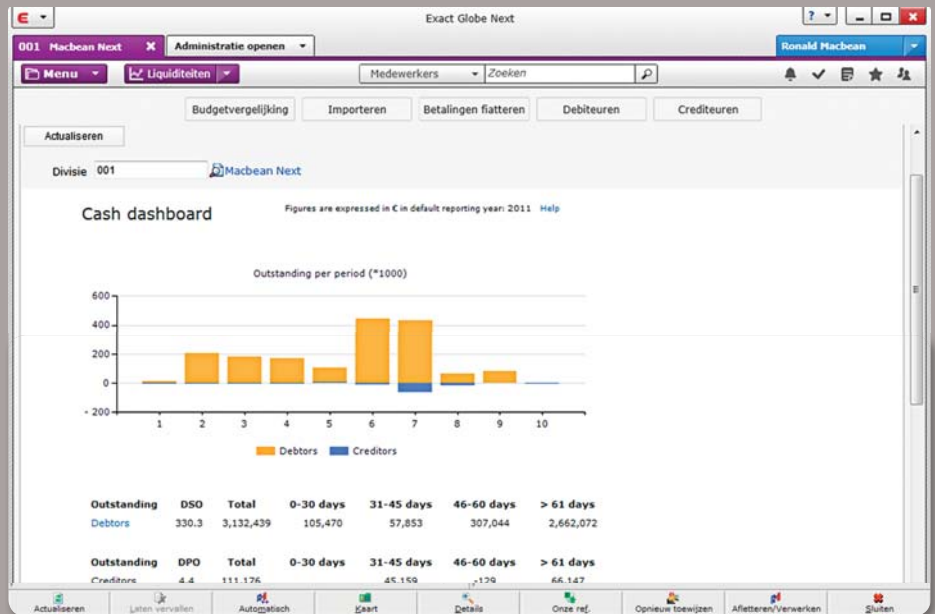 Exact Globe Next
?
001 Macbean Next X Administratie openen Ronald Macbean
Menu Liquiditeiten Medewerkers Zoeken
Budgetvergelijking Importeren Betalingen fiatteren Debiteuren Crediteuren
Actualiseren
Divisie 001 Macbean Next
Cash dashboard Figures are expressed in € in default reporting year: 2011 Help
Outstanding per period (*1000)
600
400
200
0
- 200
1 2 3 4 5 6 7 8 9 10
Debtors Creditors
Outstanding DSO Total 0-30 days 31-45 days 46-60 days > 61 days
Debtors 330.3 3,132,439 105,470 57,853 307,044 2,662,072
Outstanding DPO Total 0-30 days 31-45 days 46-60 days > 61 days
Creditors 4.4 111,176 45,159 -129 66,147
Actualiseren Laten vervallen Automatisch Kaart Details Onze ref. Opnieuw toewijzen Afletteren/Verwerken Sluiten